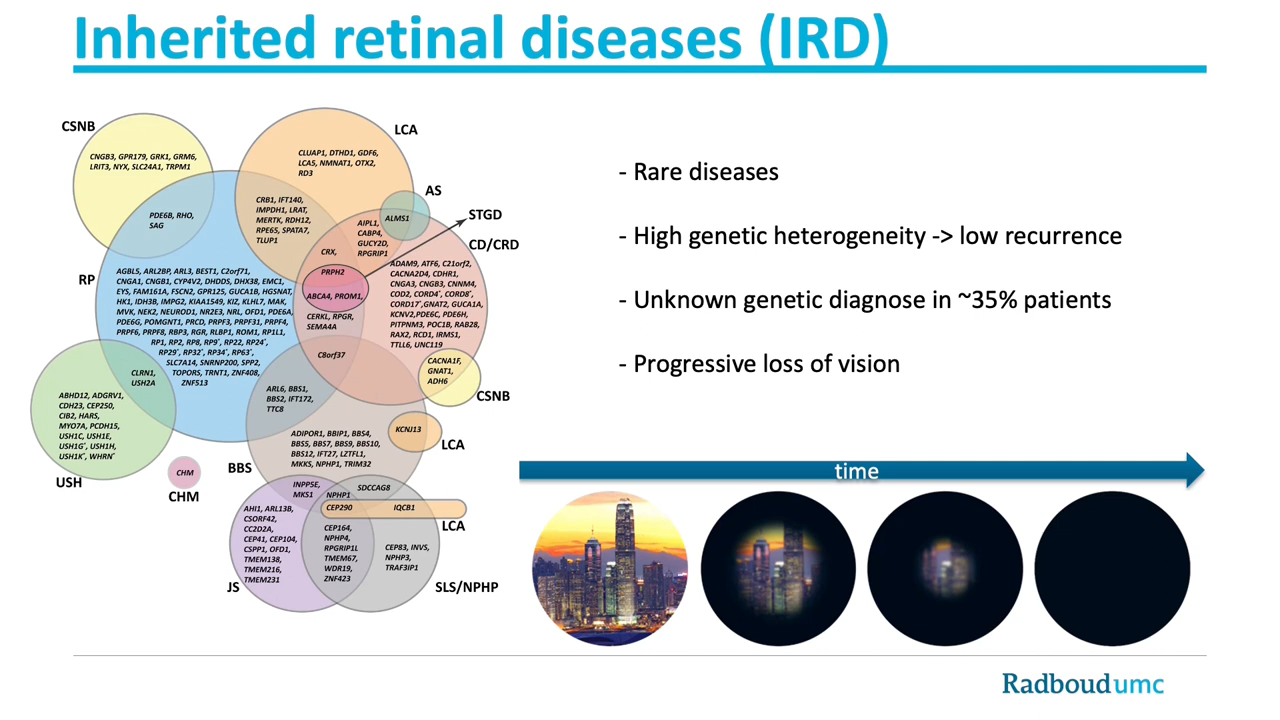 Inherited retinal diseases (IRD)
CSNB
CNGB3, GPR179, GRK1, GRM6,
LRIT3, NYX, SLC24A1, TRPM1
LCA
CLUAP1, DTHD1, GDF6,
LCA5, NMNAT1, OTX2,
RD3
AS
ALMS1
STGD
CD/CRD
PDE6B, RHO,
SAG
CRB1, IFT140,
IMPDH1, LRAT,
MERTK, RDH12,
RPE65, SPATA7,
TLUP1
AIPL1,
CABP4,
GUCY2D,
RPGRIP1
CRX,
PRPH2
ABCA4, PROM1,
CERKL, RPGR,
SEMA4A
C8orf37
RP
AGBL5, ARL2BP, ARL3, BEST1, C2orf71,
CNGA1, CNGB1, CYP4V2, DHDDS, DHX38, EMC1,
EYS, FAM161A, FSCN2, GPR125, GUCA1B, HGSNAT,
HK1, IDH3B, IMPG2, KIAA1549, KIZ, KLHL7, MAK,
MVK, NEK2, NEUROD1, NR2E3, NRL, OFD1, PDE6A,
PDE6G, POMGNT1, PRCD, PRPF3, PRPF31, PRPF4,
PRPF6, PRPF8, RBP3, RGR, RLBP1, ROM1, RP1L1,
RP1, RP2, RP8, RP9*, RP22, RP24*,
RP29*, RP32*, RP34*, RP63*,
SLC7A14, SNRNP200, SPP2,
TOPORS, TRNT1, ZNF408,
ZNF513
ADAM9, ATF6, C21orf2,
CACNA2D4, CDHR1,
CNGA3, CNGB3, CNNM4,
COD2, CORD4*, CORD8*,
CORD17*,GNAT2, GUCA1A,
KCNV2,PDE6C, PDE6H,
PITPNM3, POC1B, RAB28,
RAX2, RCD1, IRMS1,
TTLL6, UNC119
CACNA1F,
GNAT1,
ADH6
CSNB
CLRN1,
USH2A
ABHD12, ADGRV1,
CDH23, CEP250,
CIB2, HARS,
MYO7A, PCDH15,
USH1C, USH1E,
USH1G*, USH1H,
USH1K*, WHRN*
USH
CHM
CHM
ARL6, BBS1,
BBS2, IFT172,
TTC8
KCNJ13
LCA
BBS
ADIPOR1, BBIP1, BBS4,
BBS5, BBS7, BBS9, BBS10,
BBS12, IFT27, LZTFL1,
MKKS, NPHP1, TRIM32
INPP5E,
MKS1
NPHP1
SDCCAG8
CEP290
IQCB1
LCA
AHI1, ARL13B,
CSORF42,
CC2D2A,
CEP41, CEP104,
CSPP1, OFD1,
TMEM138,
TMEM216,
TMEM231
JS
CEP164,
NPHP4,
RPGRIP1L
TMEM67,
WDR19,
ZNF423
CEP83, INVS,
NPHP3,
TRAF3IP1
SLS/NPHP
- Rare diseases
- High genetic heterogeneity -> low recurrence
- Unknown genetic diagnose in ~35% patients
- Progressive loss of vision
time
Radboudumc